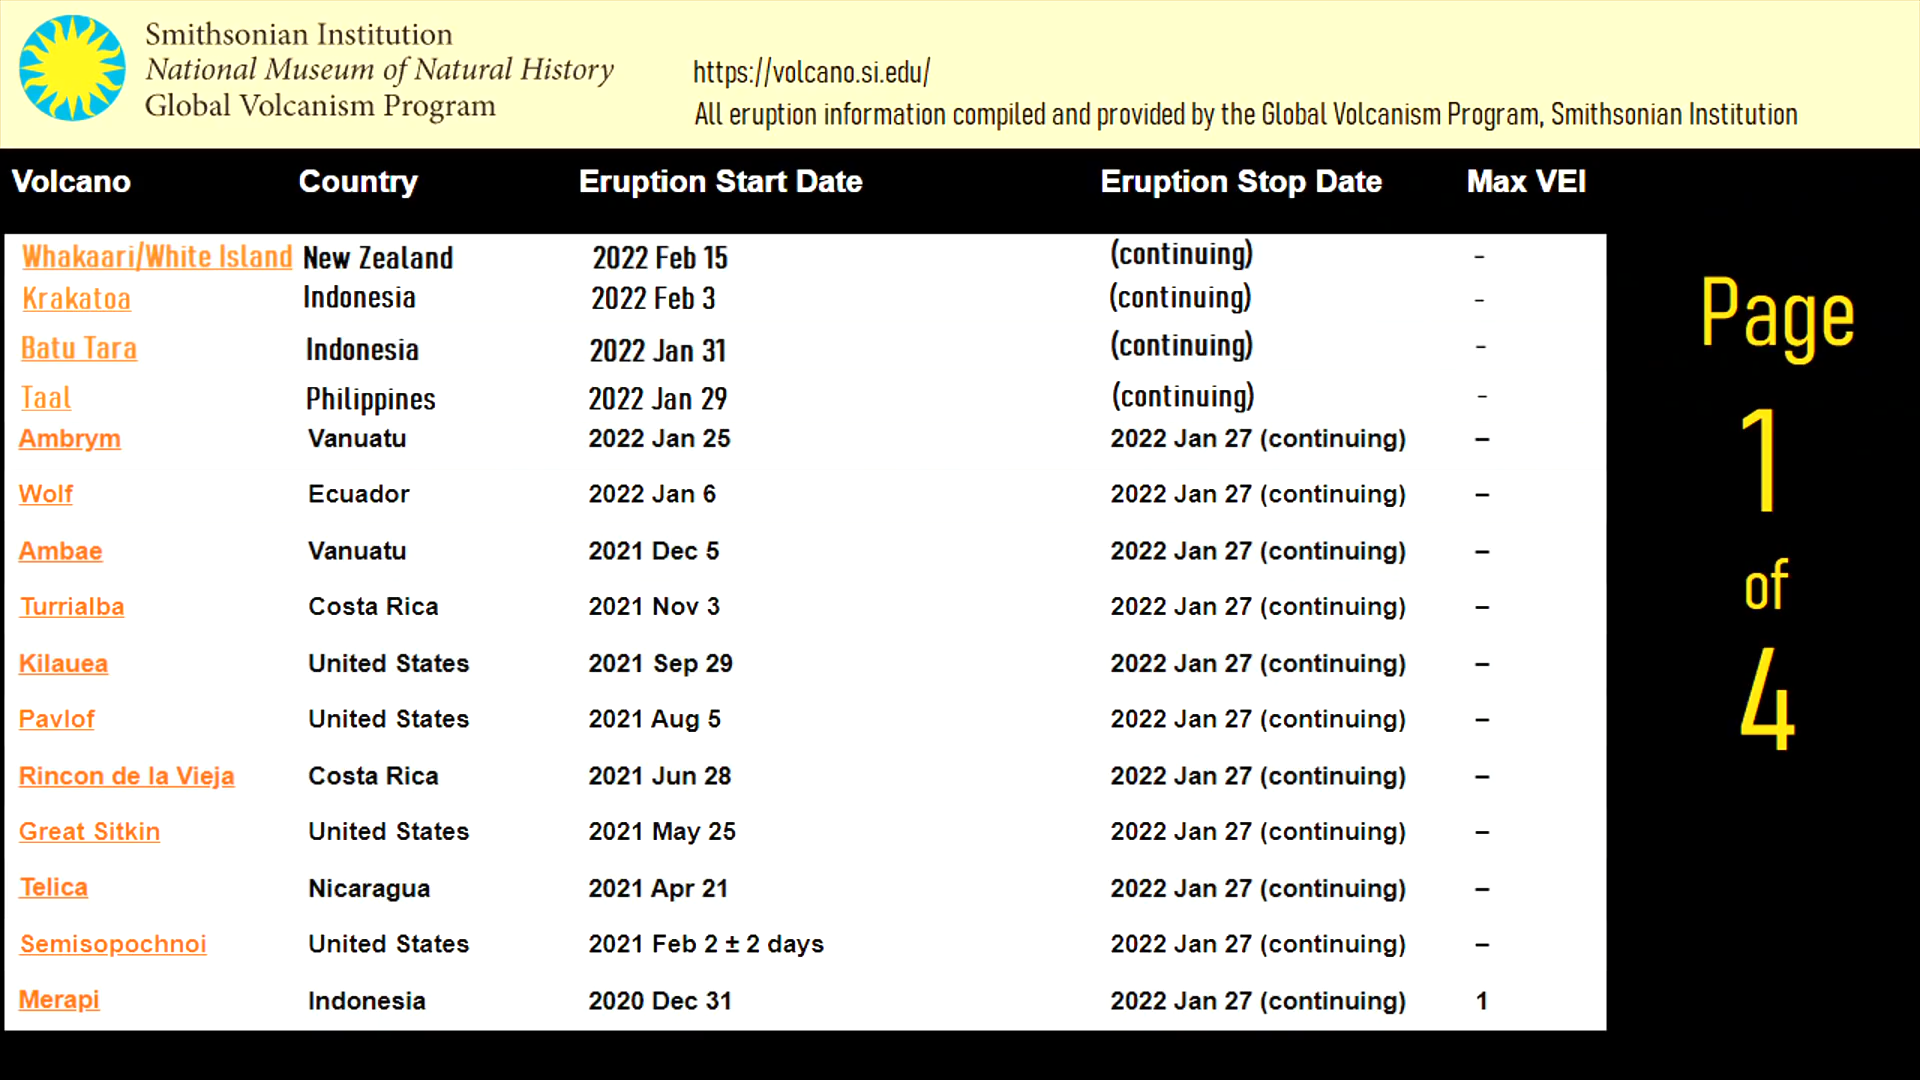 Smithsonian Institution
National Museum of Natural History
Global Volcanism Program
https://volcano.si.edu/
All eruption information compiled and provided by the Global Volcanism Program, Smithsonian Institution
Volcano Country Eruption Start Date Eruption Stop Date Max VEI
Whakaari/White Island New Zealand 2022 Feb 15 (continuing) -
Krakatoa Indonesia 2022 Feb 3 (continuing) -
Batu Tara Indonesia 2022 Jan 31 (continuing) -
Taal Philippines 2022 Jan 29 (continuing) -
Ambrym Vanuatu 2022 Jan 25 2022 Jan 27 (continuing) –
Wolf Ecuador 2022 Jan 6 2022 Jan 27 (continuing) –
Ambae Vanuatu 2021 Dec 5 2022 Jan 27 (continuing) –
Turrialba Costa Rica 2021 Nov 3 2022 Jan 27 (continuing) –
Kilauea United States 2021 Sep 29 2022 Jan 27 (continuing) –
Pavlof United States 2021 Aug 5 2022 Jan 27 (continuing) –
Rincon de la Vieja Costa Rica 2021 Jun 28 2022 Jan 27 (continuing) –
Great Sitkin United States 2021 May 25 2022 Jan 27 (continuing) –
Telica Nicaragua 2021 Apr 21 2022 Jan 27 (continuing) –
Semisopochnoi United States 2021 Feb 2 ± 2 days 2022 Jan 27 (continuing) –
Merapi Indonesia 2020 Dec 31 2022 Jan 27 (continuing) 1
Page
1
of
4